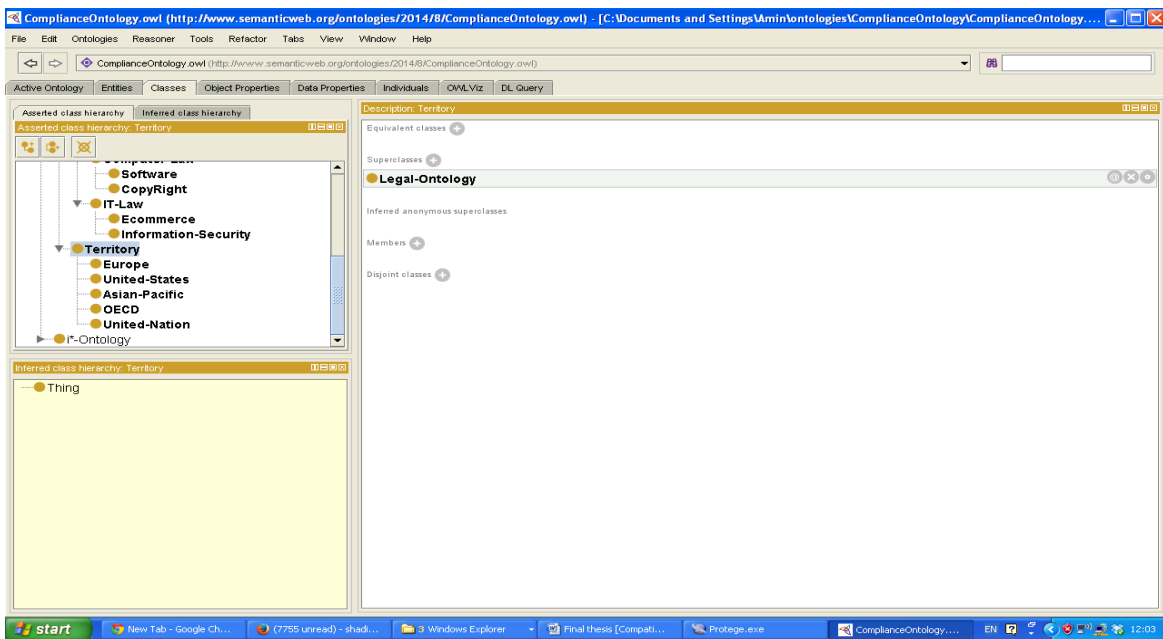 ComplianceOntology.owl (http://www.semanticweb.org/ontologies/2014/8/ComplianceOntology.owl) - [C:\Documents and Settings\Amin\ontologies\ComplianceOntology\ComplianceOntology....
File Edit Ontologies Reasoner Tools Refactor Tabs View Window Help
ComplianceOntology.owl (http://www.semanticweb.org/ontologies/2014/8/ComplianceOntology.owl)
Active Ontology Entities Classes Object Properties Data Properties Individuals OWLViz DL Query
Asserted class hierarchy Inferred class hierarchy
Asserted class hierarchy: Territory
Computer-Law
Software
CopyRight
IT-Law
Ecommerce
Information-Security
Territory
Europe
United-States
Asian-Pacific
OECD
United-Nation
i*-Ontology
Inferred class hierarchy: Territory
Thing
Description: Territory
Equivalent classes
Superclasses
Legal-Ontology
Inferred anonymous superclasses
Members
Disjoint classes
start New Tab - Google Ch... (7755 unread) - shadi... 3 Windows Explorer Final thesis [Compati... Protege.exe ComplianceOntology.... EN 12:03